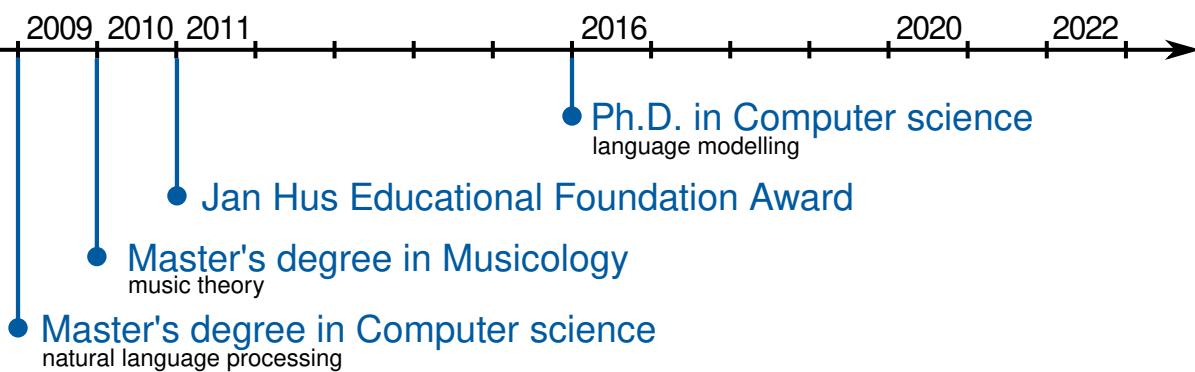 2009 2010 2011 2016 2020 2022
Ph.D. in Computer science
language modelling
Jan Hus Educational Foundation Award
Master's degree in Musicology
music theory
Master's degree in Computer science
natural language processing